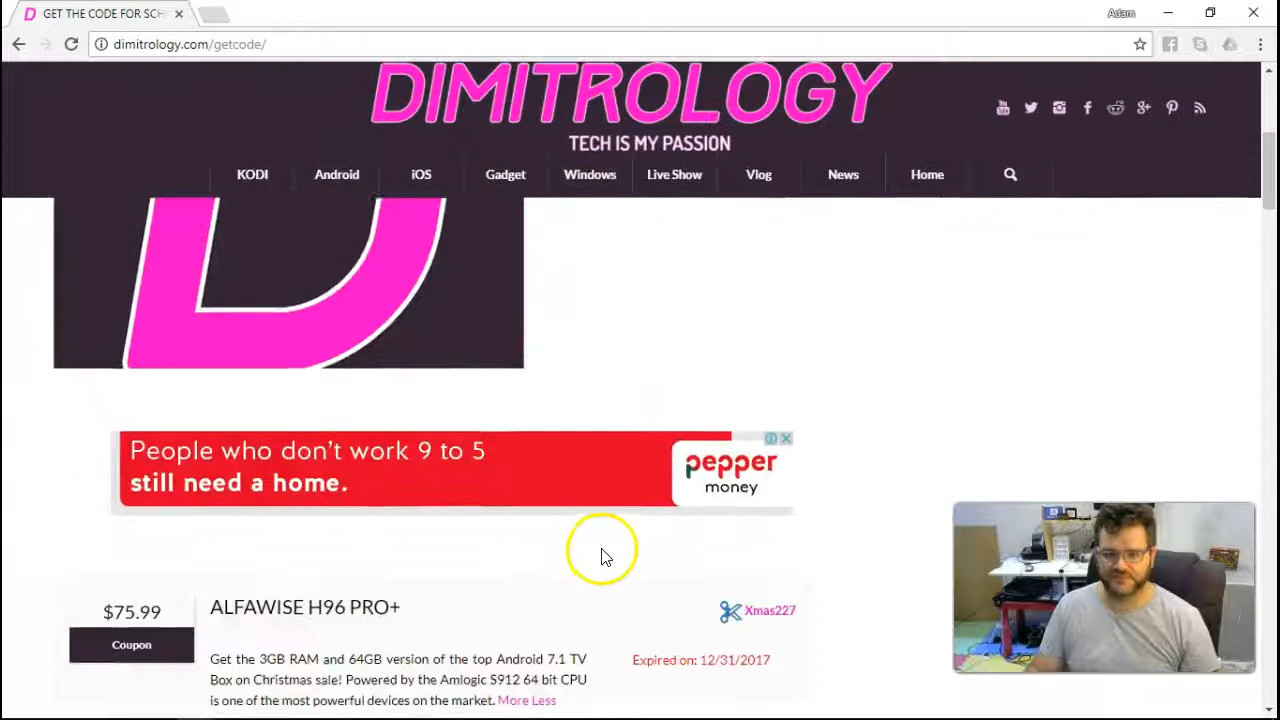 GET THE CODE FOR SCH
Adam
dimitrology.com/getcode/
DIMITROLOGY
TECH IS MY PASSION
KODI Android iOS Gadget Windows Live Show Vlog News Home
People who don't work 9 to 5
still need a home.
pepper
money
$75.99
Coupon
ALFAWISE H96 PRO+
Xmas227
Get the 3GB RAM and 64GB version of the top Android 7.1 TV
Box on Christmas sale! Powered by the Amlogic S912 64 bit CPU
is one of the most powerful devices on the market. More Less
Expired on: 12/31/2017